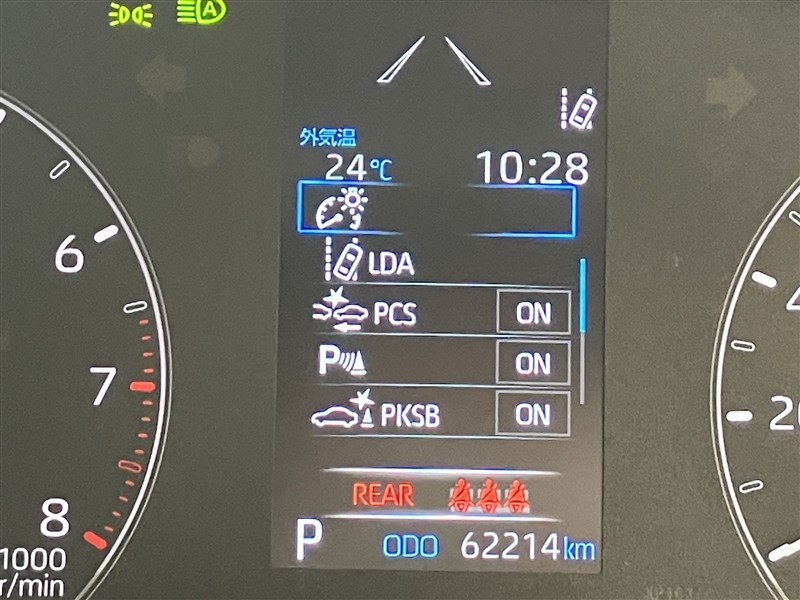 A
外気温
24℃ 10:28
LDA
PCS ON
P ON
PKSB ON
REAR
P ODO 62214km
6
7
8
1000
r/min
20